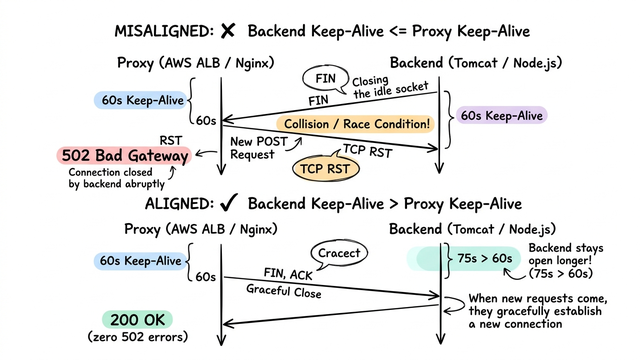 MISALIGNED: ✗ Backend Keep-Alive <= Proxy Keep-Alive
Proxy (AWS ALB / Nginx)
Backend (Tomcat / Node.js)
FIN
Closing
the idle socket
FIN
60s Keep-Alive
60s
60s Keep-Alive
Collision / Race Condition!
RST
502 Bad Gateway
New POST
Request
TCP RST
TCP RST
Connection closed
by backend abruptly
ALIGNED: ✓ Backend Keep-Alive > Proxy Keep-Alive
Proxy (AWS ALB / Nginx)
Backend (Tomcat / Node.js)
Cracect
60s Keep-Alive
60s
FIN, ACK
Graceful Close
75s > 60s
Backend stays
open longer!
(75s > 60s)
When new requests come,
they gracefully establish
a new connection
200 OK
(zero 502 errors)